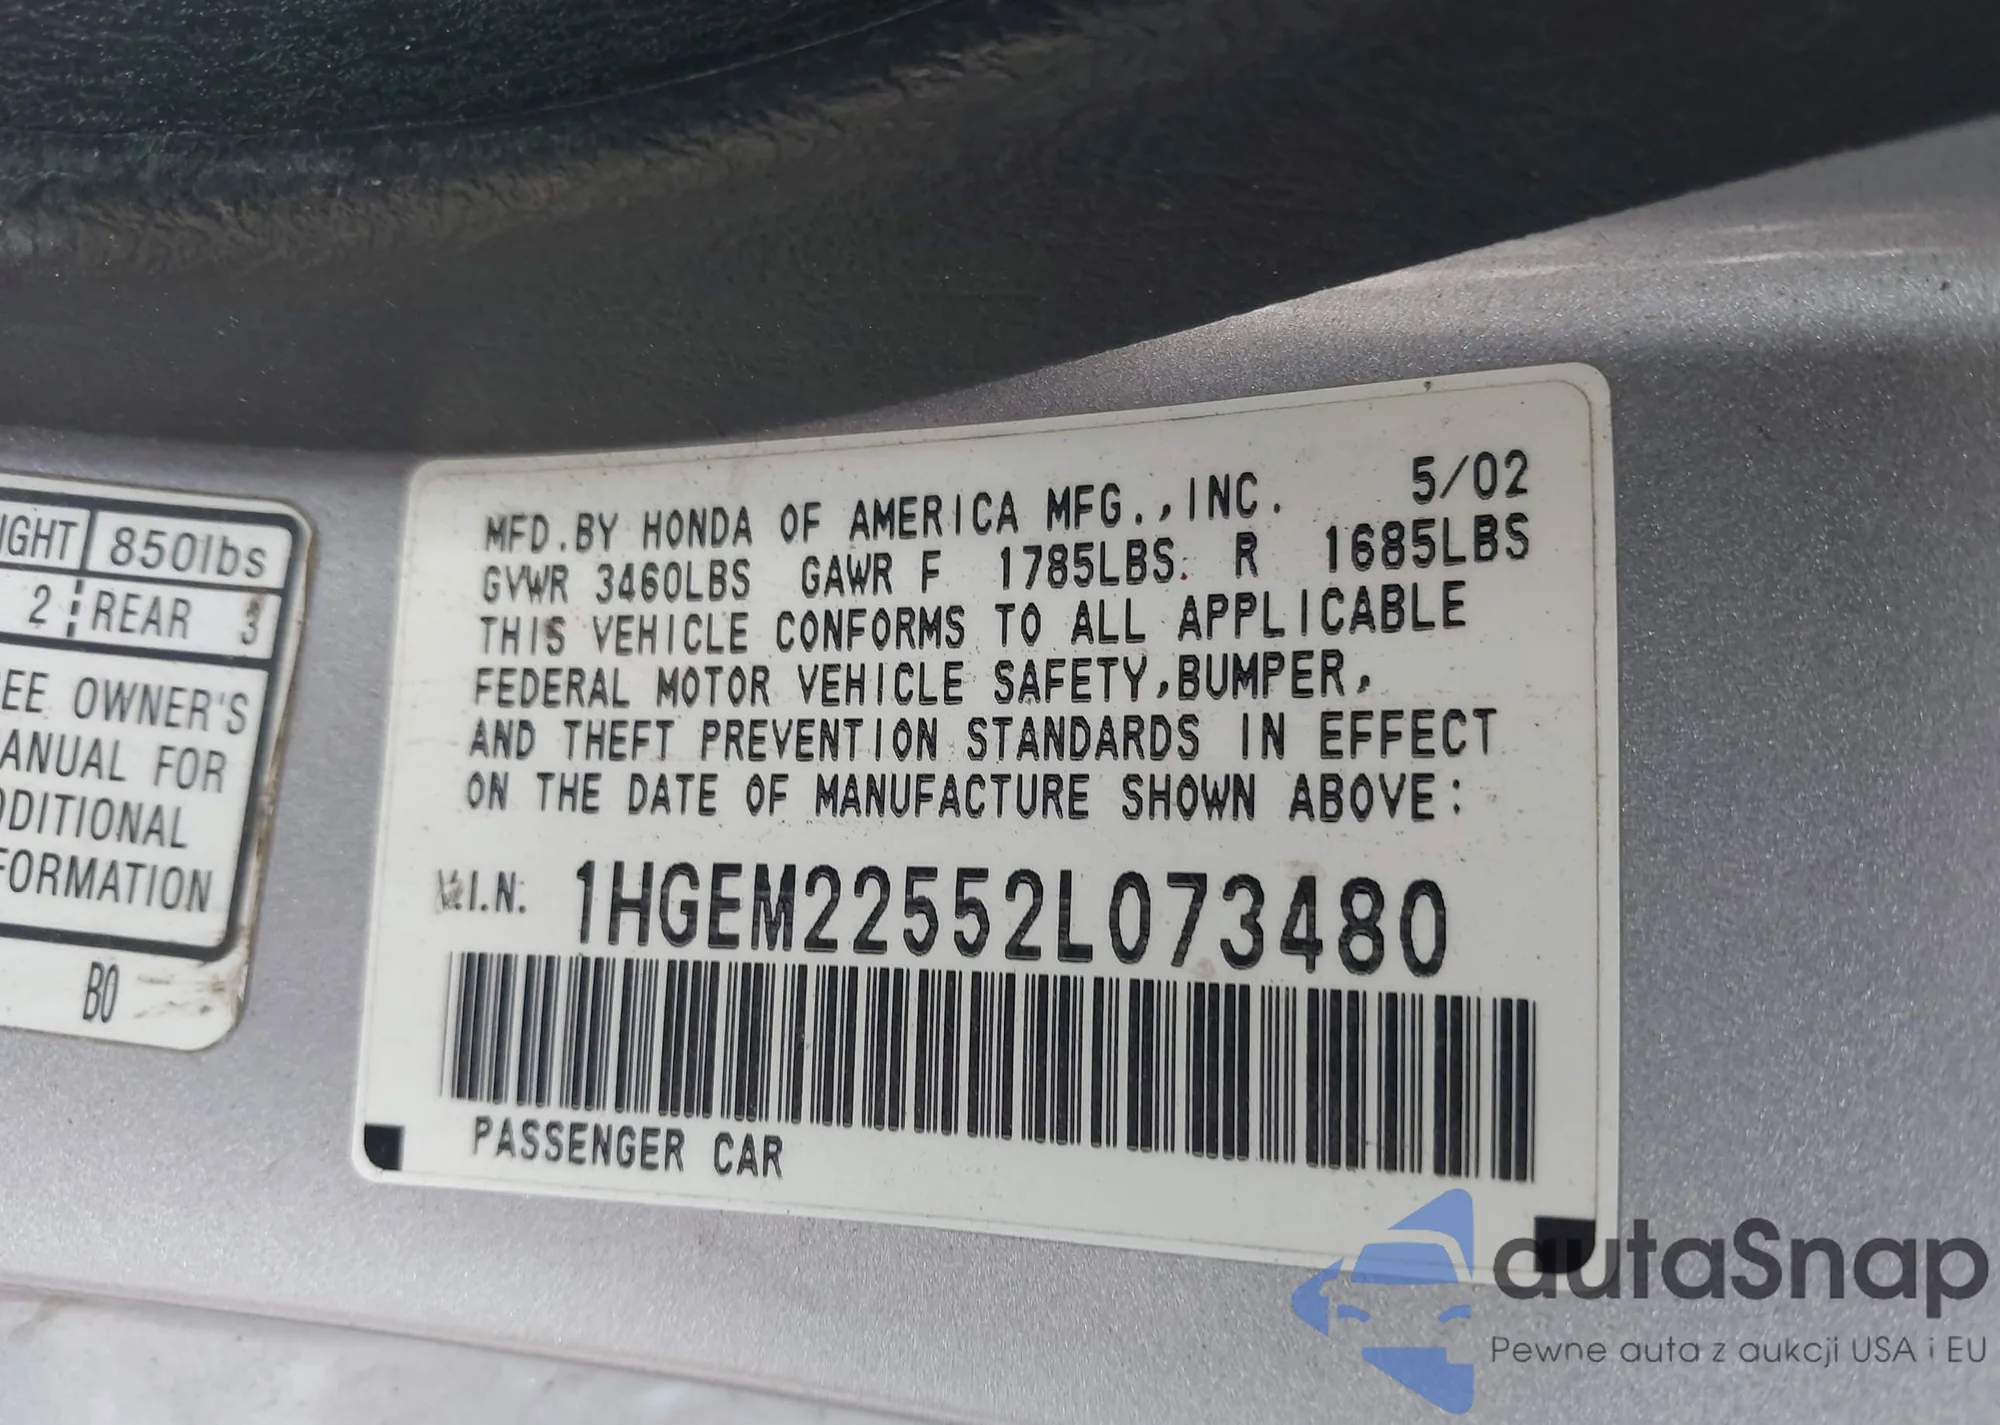 IGHT 850lbs
2 REAR 3
EE OWNER'S
ANUAL FOR
DDITIONAL
FORMATION
B0
MFD.BY HONDA OF AMERICA MFG.,INC. 5/02
GVWR 3460LBS GAWR F 1785LBS R 1685LBS
THIS VEHICLE CONFORMS TO ALL APPLICABLE
FEDERAL MOTOR VEHICLE SAFETY,BUMPER,
AND THEFT PREVENTION STANDARDS IN EFFECT
ON THE DATE OF MANUFACTURE SHOWN ABOVE:
V.I.N: 1HGEM22552L073480
PASSENGER CAR
autaSnap
Pewne auta z aukcji USA i EU